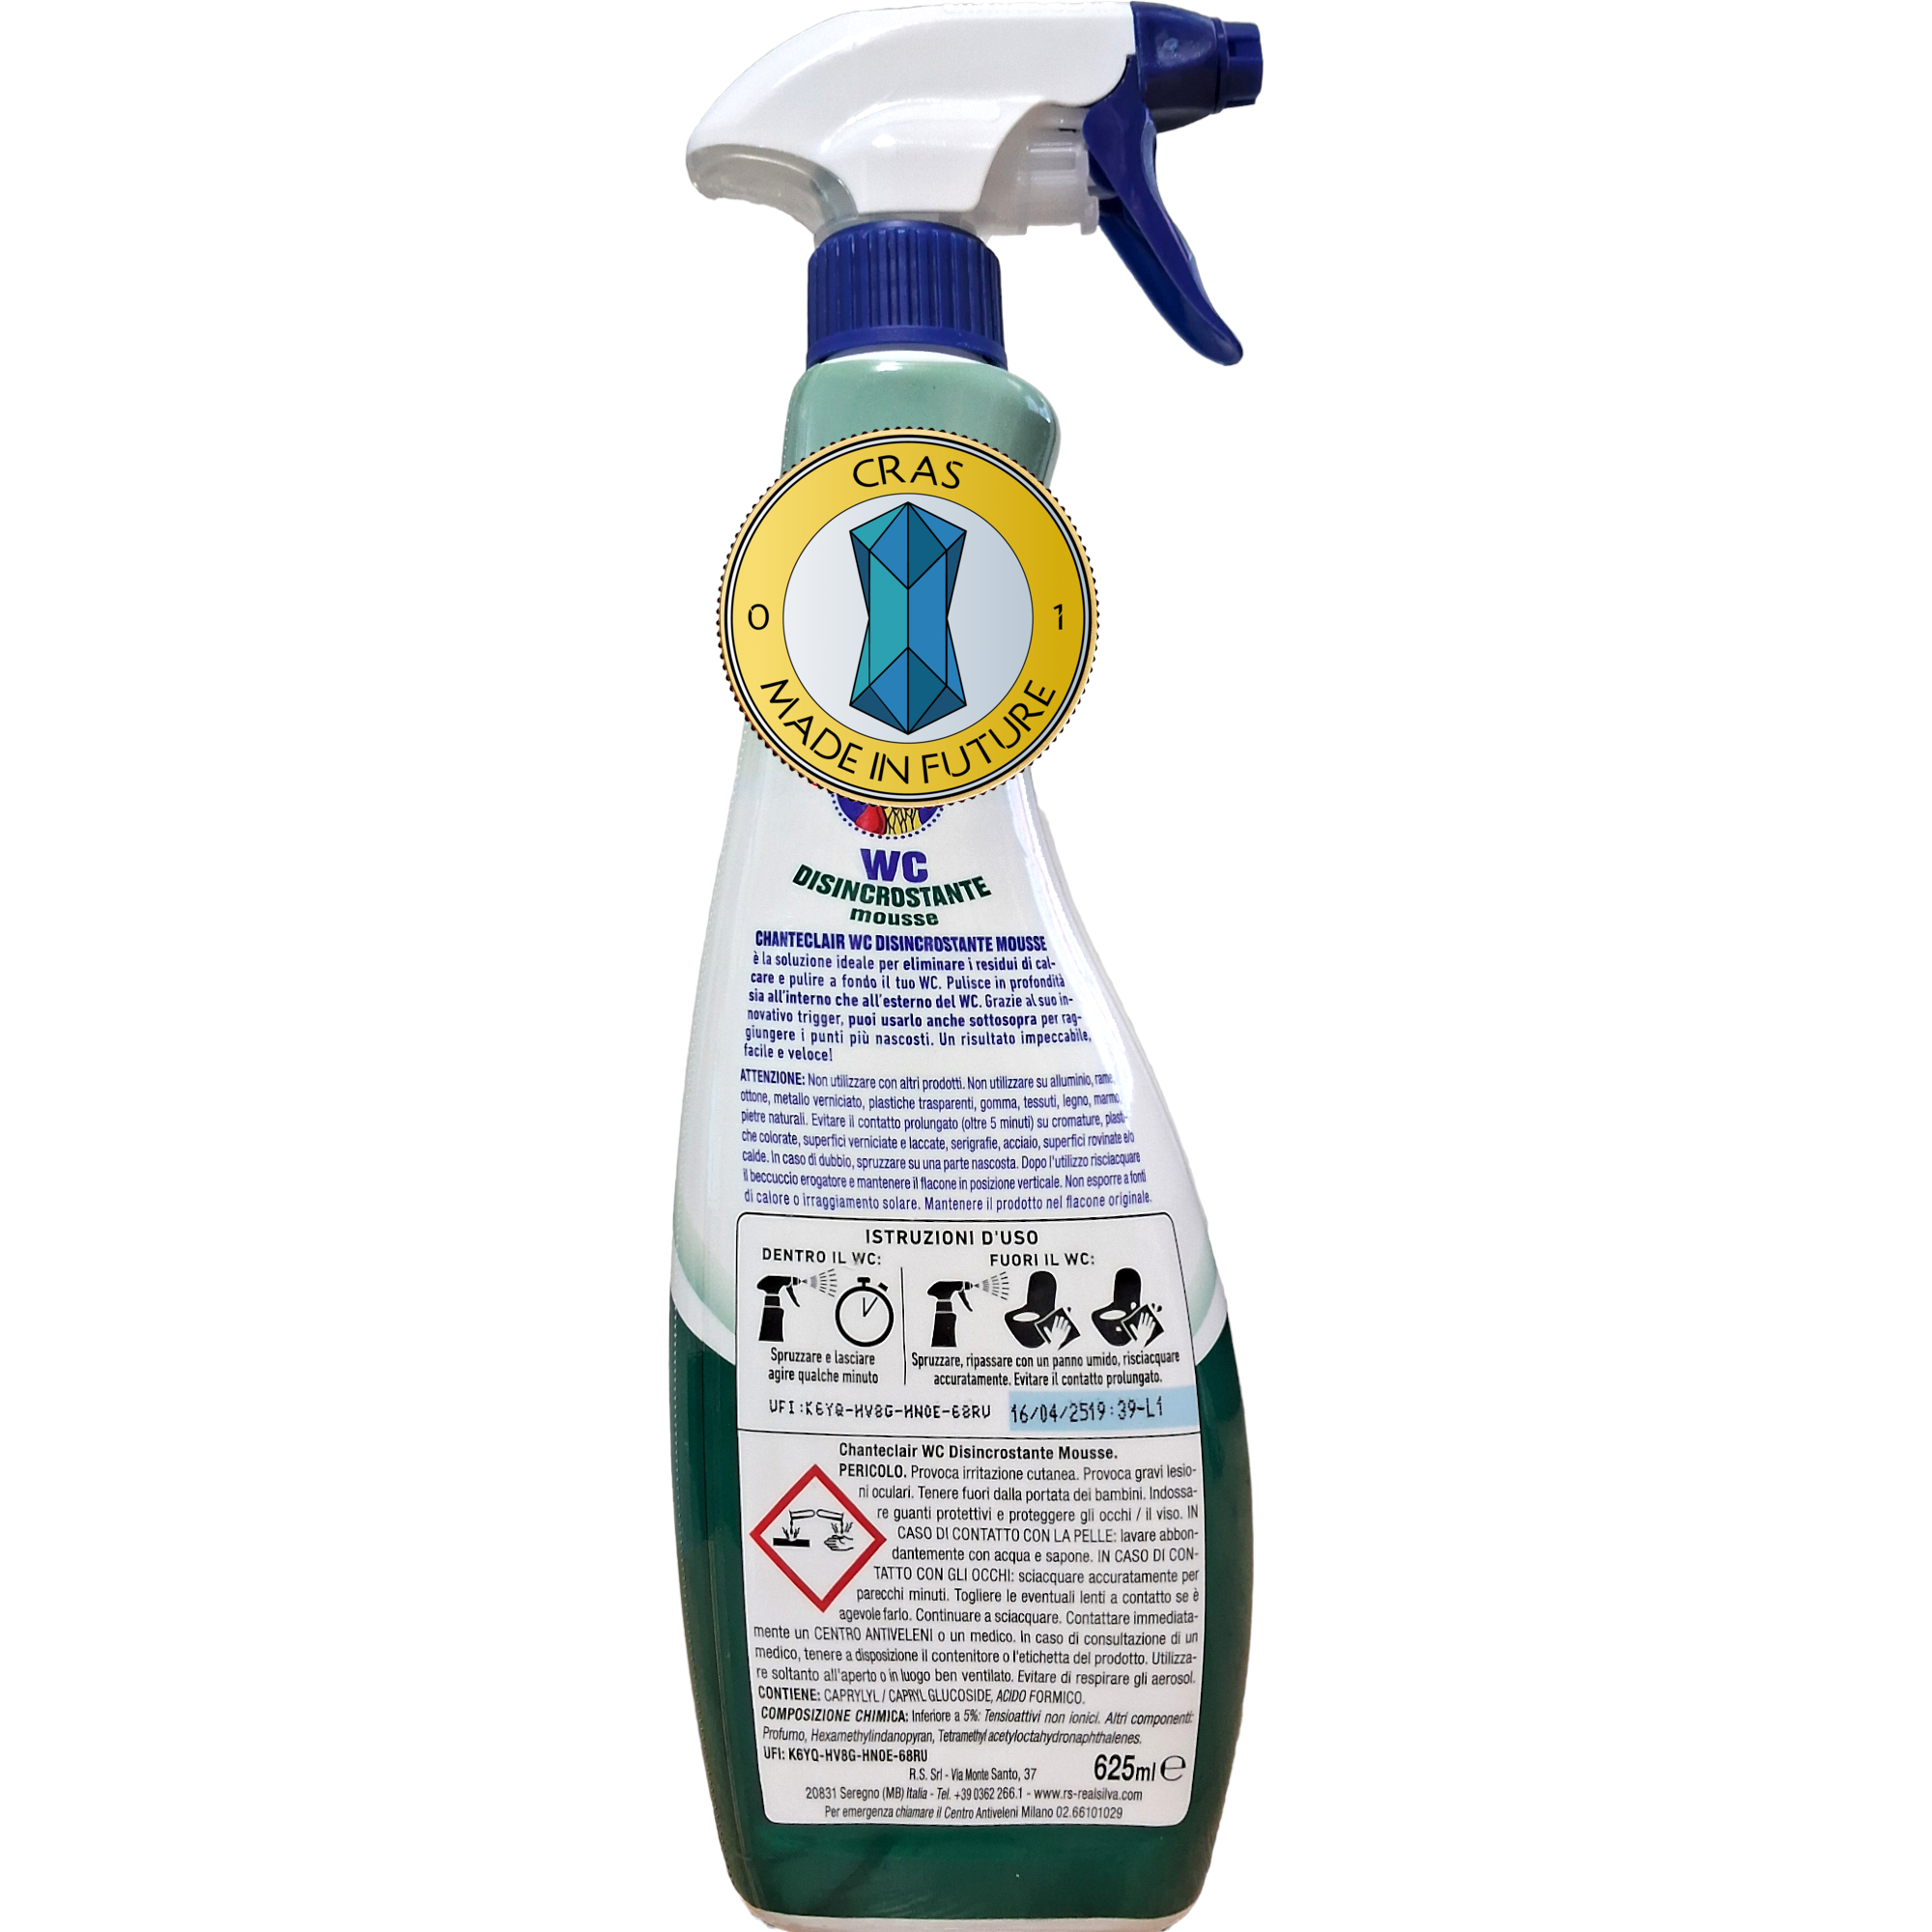 CRAS
0 1
MADE IN FUTURE
WC
DISINCROSTANTE
mousse
CHANTECLAIR WC DISINCROSTANTE MOUSSE
è la soluzione ideale per eliminare i residui di cal-
care e pulire a fondo il tuo WC. Pulisce in profondità
sia all'interno che all'esterno del WC. Grazie al suo in-
novativo trigger, puoi usarlo anche sottosopra per rag-
giungere i punti più nascosti. Un risultato impeccabile,
facile e veloce!
ATTENZIONE: Non utilizzare con altri prodotti. Non utilizzare su alluminio, rame,
ottone, metallo verniciato, plastiche trasparenti, gomma, tessuti, legno, marmo,
pietre naturali. Evitare il contatto prolungato (oltre 5 minuti) su cromature, plasti-
che colorate, superfici verniciate e laccate, serigrafie, acciaio, superfici rovinate e/o
calde. In caso di dubbio, spruzzare su una parte nascosta. Dopo l'utilizzo risciacquare
il beccuccio erogatore e mantenere il flacone in posizione verticale. Non esporre a fonti
di calore o irraggiamento solare. Mantenere il prodotto nel flacone originale.
ISTRUZIONI D'USO
DENTRO IL WC:
Spruzzare e lasciare
agire qualche minuto
FUORI IL WC:
Spruzzare, ripassare con un panno umido, risciacquare
accuratamente. Evitare il contatto prolungato.
UFI:K6YQ-HV8G-HN0E-68RU 16/04/2519:39-L1
Chanteclair WC Disincrostante Mousse.
PERICOLO. Provoca irritazione cutanea. Provoca gravi lesio-
ni oculari. Tenere fuori dalla portata dei bambini. Indossa-
re guanti protettivi e proteggere gli occhi / il viso. IN
CASO DI CONTATTO CON LA PELLE: lavare abbon-
dantemente con acqua e sapone. IN CASO DI CON-
TATTO CON GLI OCCHI: sciacquare accuratamente per
parecchi minuti. Togliere le eventuali lenti a contatto se è
agevole farlo. Continuare a sciacquare. Contattare immediata-
mente un CENTRO ANTIVELENI o un medico. In caso di consultazione di un
medico, tenere a disposizione il contenitore o l'etichetta del prodotto. Utilizza-
re soltanto all'aperto o in luogo ben ventilato. Evitare di respirare gli aerosol.
CONTIENE: CAPRYLYL / CAPRYL GLUCOSIDE, ACIDO FORMICO.
COMPOSIZIONE CHIMICA: Inferiore a 5%: Tensioattivi non ionici. Altri componenti:
Profumo, Hexamethylindanopyran, Tetramethyl acetyloctahydronaphthalenes.
UFI: K6YQ-HV8G-HN0E-68RU
625ml e
R.S. Srl - Via Monte Santo, 37
20831 Seregno (MB) Italia - Tel. +39 0362 266.1 - www.rs-realsilva.com
Per emergenza chiamare il Centro Antiveleni Milano 02.66101029